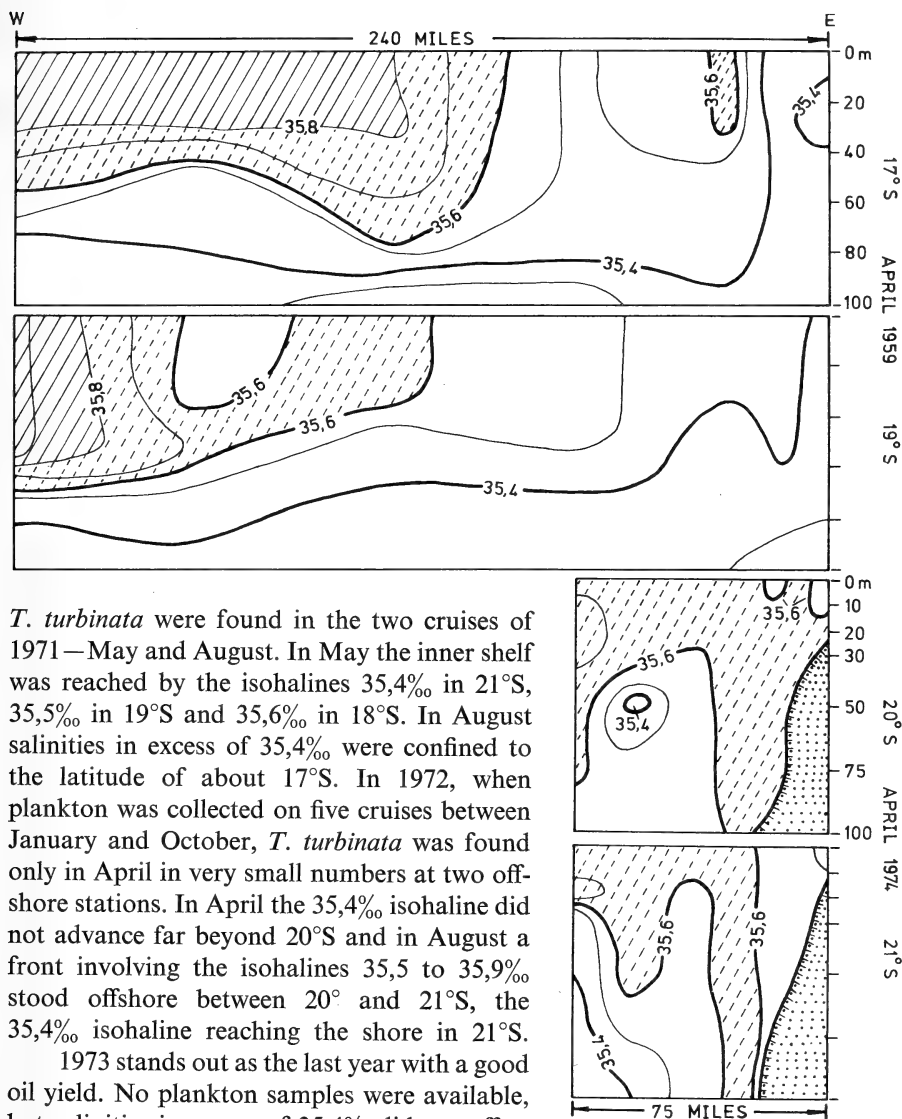 W
E
240 MILES
0m
20
40
60
80
100
17°S
APRIL 1959
19°S
35,8
35,6
35,6
35,4
35,4
35,8
35,6
35,6
35,4
T. turbinata were found in the two cruises of
1971—May and August. In May the inner shelf
was reached by the isohalines 35,4‰ in 21°S,
35,5‰ in 19°S and 35,6‰ in 18°S. In August
salinities in excess of 35,4‰ were confined to
the latitude of about 17°S. In 1972, when
plankton was collected on five cruises between
January and October, T. turbinata was found
only in April in very small numbers at two off-
shore stations. In April the 35,4‰ isohaline did
not advance far beyond 20°S and in August a
front involving the isohalines 35,5 to 35,9‰
stood offshore between 20° and 21°S, the
35,4‰ isohaline reaching the shore in 21°S.
1973 stands out as the last year with a good
oil yield. No plankton samples were available,
0m
10
20
30
50
75
100
20°S
APRIL 1974
21°S
35,6
35,6
35,4
35,6
35,6
35,4
75 MILES